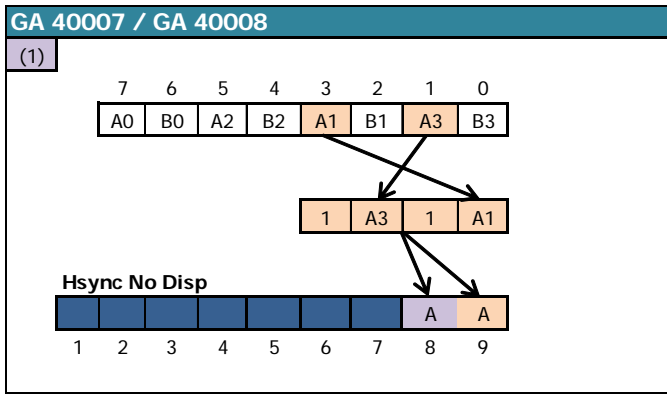 GA 40007 / GA 40008
(1)
7 6 5 4 3 2 1 0
A0 B0 A2 B2 A1 B1 A3 B3
1 A3 1 A1
Hsync No Disp
A A
1 2 3 4 5 6 7 8 9